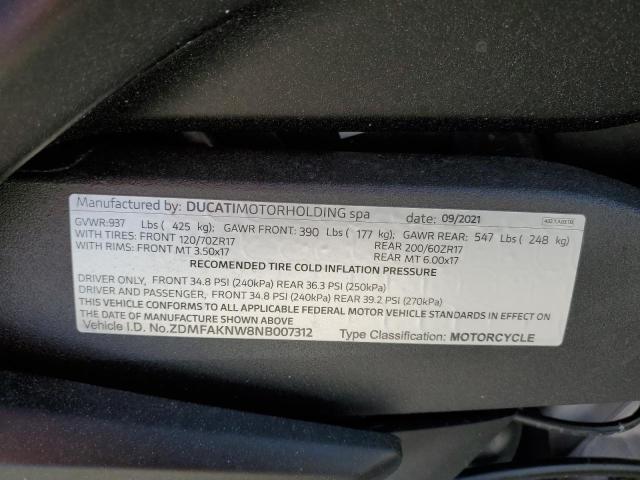 Manufactured by: DUCATIMOTORHOLDING spa date: 09/2021
GVWR:937 Lbs ( 425 kg); GAWR FRONT: 390 Lbs ( 177 kg); GAWR REAR: 547 Lbs ( 248 kg)
WITH TIRES: FRONT 120/70ZR17 REAR 200/60ZR17
WITH RIMS: FRONT MT 3.50x17 REAR MT 6.00x17
RECOMENDED TIRE COLD INFLATION PRESSURE
DRIVER ONLY, FRONT 34.8 PSI (240kPa) REAR 36.3 PSI (250kPa)
DRIVER AND PASSENGER, FRONT 34.8 PSI (240kPa) REAR 39.2 PSI (270kPa)
THIS VEHICLE CONFORMS TO ALL APPLICABLE FEDERAL MOTOR VEHICLE STANDARDS IN EFFECT ON
THE DATE OF MANUFACTURE SHOWN ABOVE
Vehicle I.D. No.ZDMFAKNW8NB007312 Type Classification: MOTORCYCLE